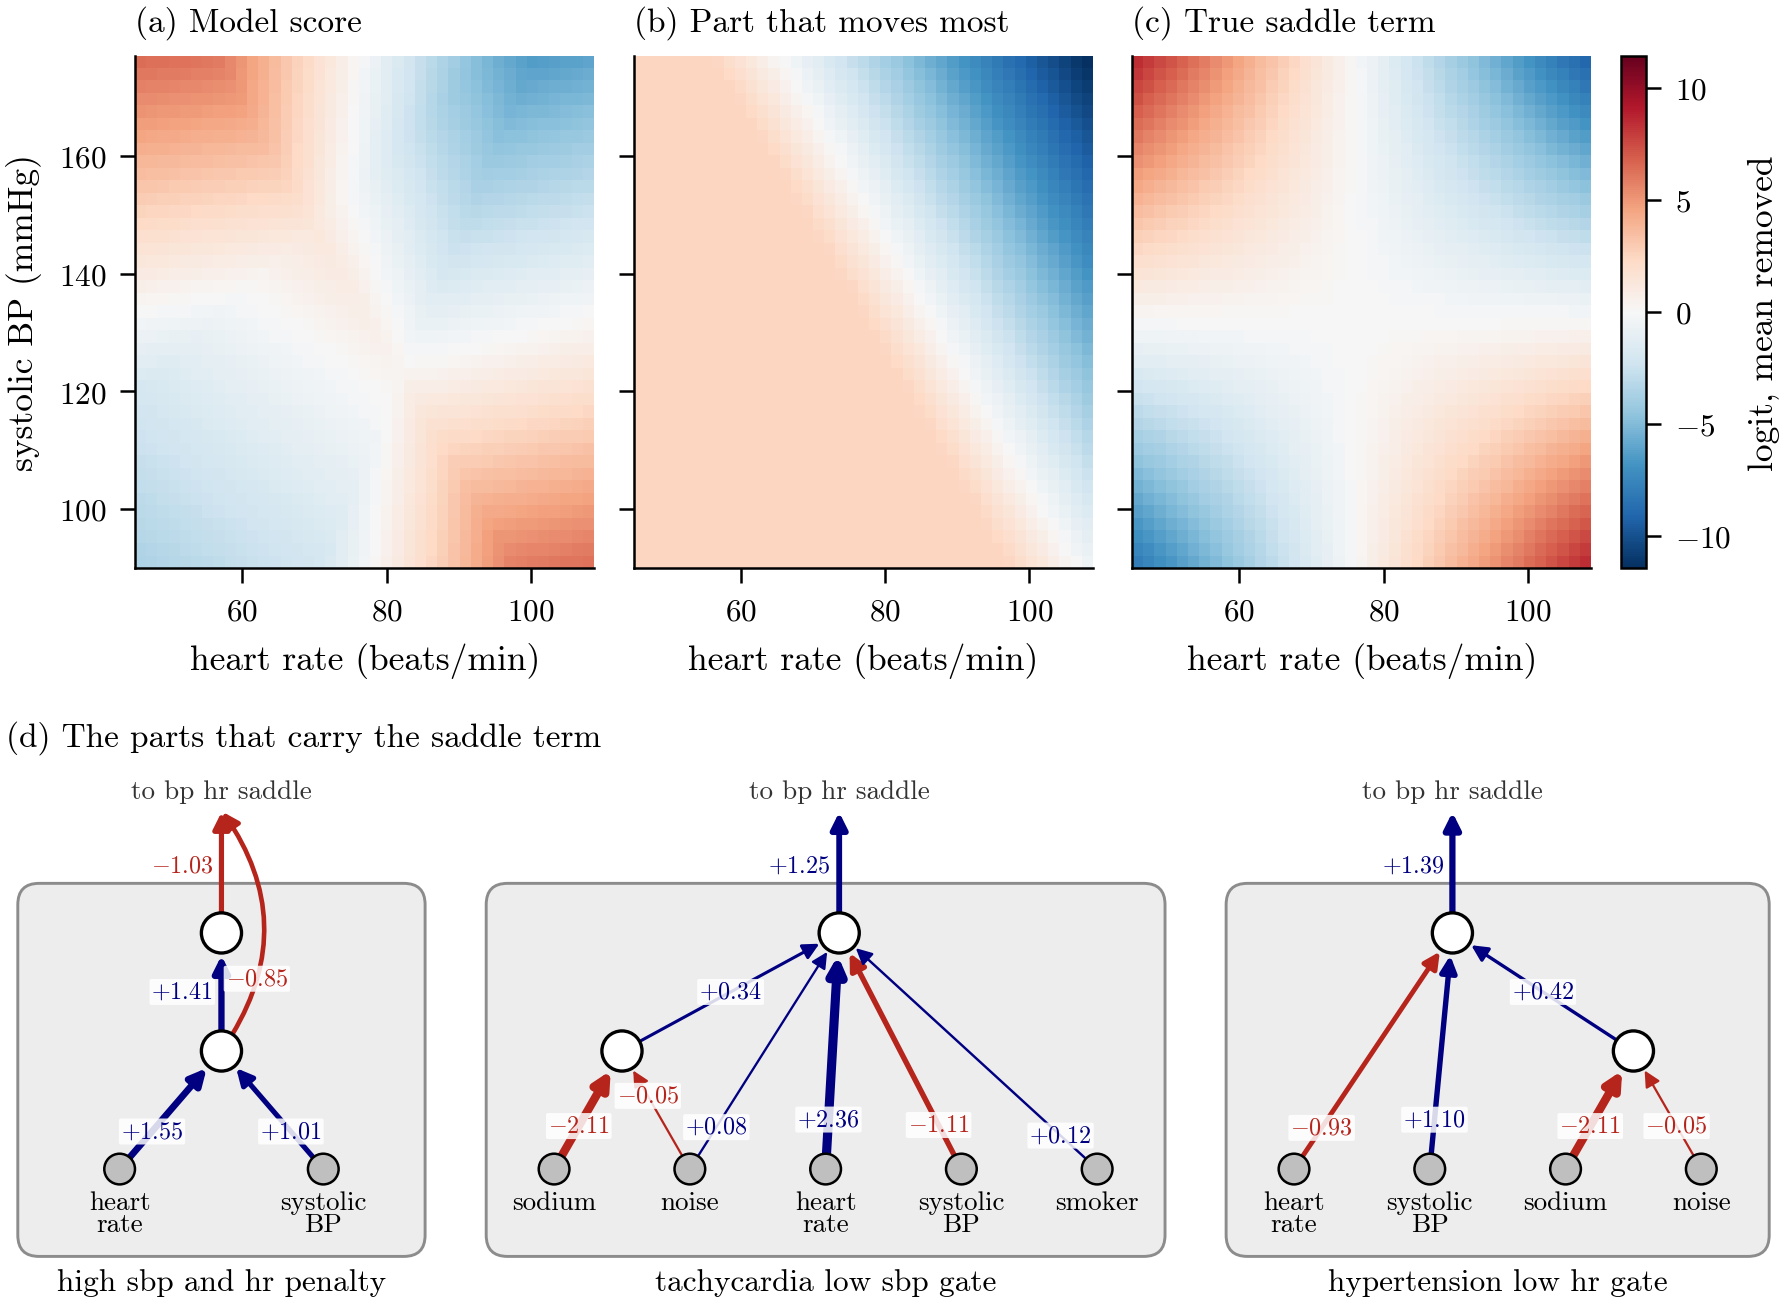 (a) Model score
(b) Part that moves most
(c) True saddle term
systolic BP (mmHg)
160
140
120
100
60
80
100
heart rate (beats/min)
60
80
100
heart rate (beats/min)
60
80
100
heart rate (beats/min)
10
5
0
−5
−10
logit, mean removed
(d) The parts that carry the saddle term
to bp hr saddle
−1.03
+1.41
−0.85
+1.55
+1.01
heart
rate
systolic
BP
high sbp and hr penalty
to bp hr saddle
+1.25
+0.34
−0.05
−2.11
+0.08
+2.36
−1.11
+0.12
sodium
noise
heart
rate
systolic
BP
smoker
tachycardia low sbp gate
to bp hr saddle
+1.39
+0.42
−0.93
+1.10
−2.11
−0.05
heart
rate
systolic
BP
sodium
noise
hypertension low hr gate